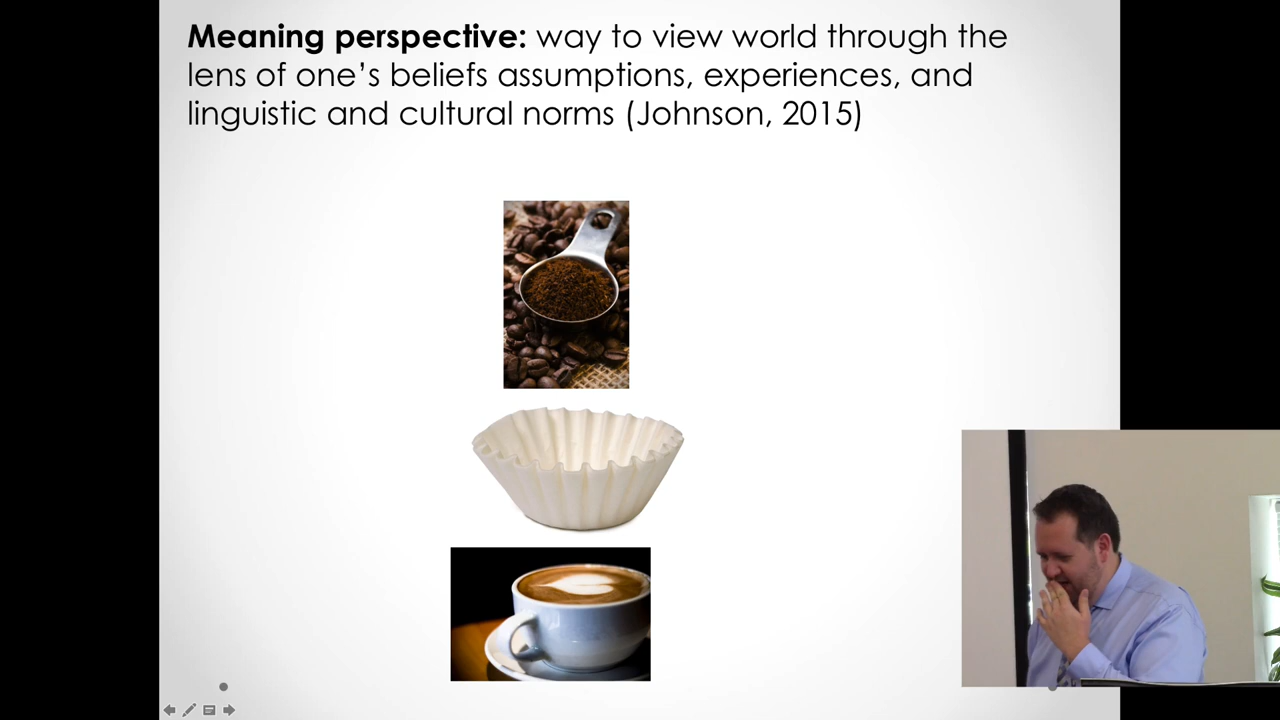 Meaning perspective: way to view world through the
lens of one’s beliefs assumptions, experiences, and
linguistic and cultural norms (Johnson, 2015)